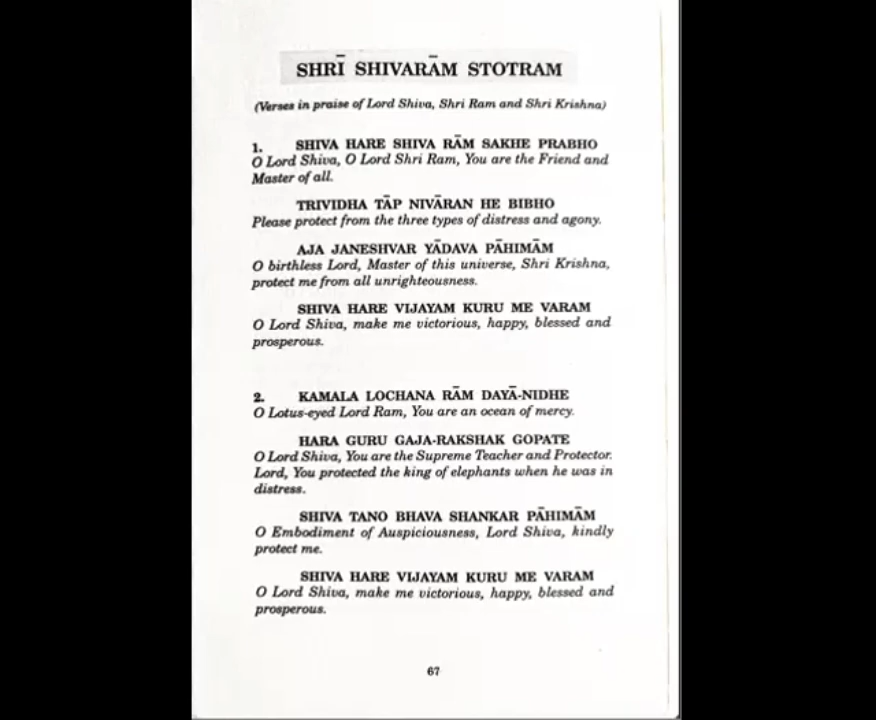 SHRĪ SHIVARĀM STOTRAM
(Verses in praise of Lord Shiva, Shri Ram and Shri Krishna)
1. SHIVA HARE SHIVA RĀM SAKHE PRABHO
O Lord Shiva, O Lord Shri Ram, You are the Friend and
Master of all.
TRIVIDHA TĀP NIVĀRAN HE BIBHO
Please protect from the three types of distress and agony.
AJA JANESHVAR YĀDAVA PĀHIMĀM
O birthless Lord, Master of this universe, Shri Krishna,
protect me from all unrighteousness.
SHIVA HARE VIJAYAM KURU ME VARAM
O Lord Shiva, make me victorious, happy, blessed and
prosperous.
2. KAMALA LOCHANA RĀM DAYĀ-NIDHE
O Lotus-eyed Lord Ram, You are an ocean of mercy.
HARA GURU GAJA-RAKSHAK GOPATE
O Lord Shiva, You are the Supreme Teacher and Protector.
Lord, You protected the king of elephants when he was in
distress.
SHIVA TANO BHAVA SHANKAR PĀHIMĀM
O Embodiment of Auspiciousness, Lord Shiva, kindly
protect me.
SHIVA HARE VIJAYAM KURU ME VARAM
O Lord Shiva, make me victorious, happy, blessed and
prosperous.
67